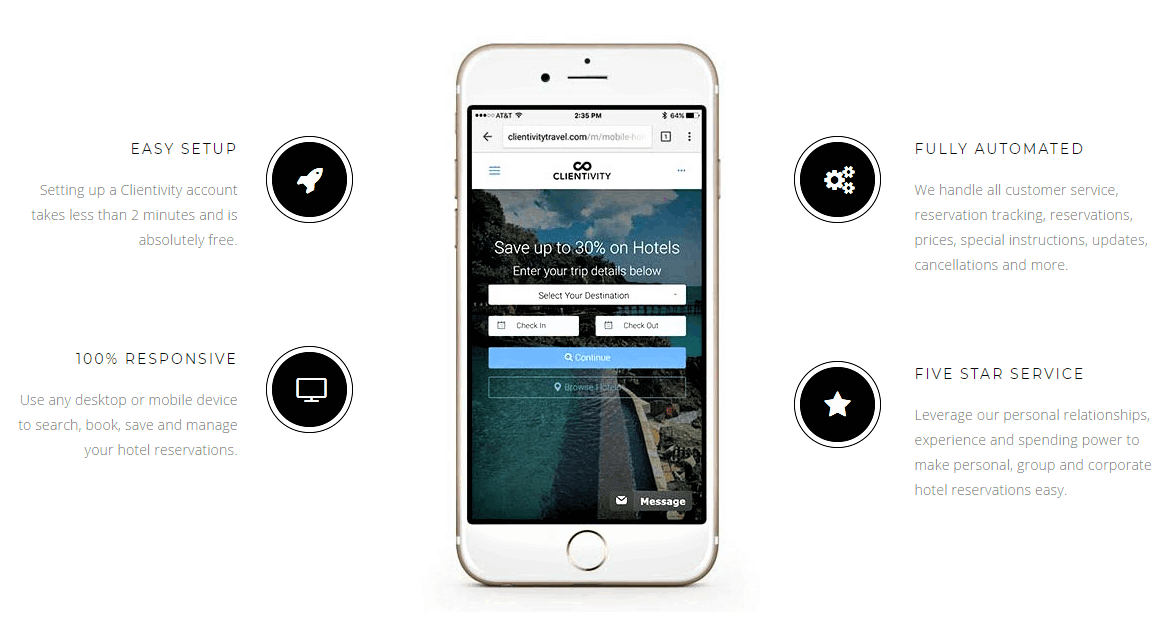 EASY SETUP
Setting up a Clientivity account
takes less than 2 minutes and is
absolutely free.
100% RESPONSIVE
Use any desktop or mobile device
to search, book, save and manage
your hotel reservations.
AT&T 2:35 PM 64%
clientivitytravel.com/m/mobile-ho 1
CLIENTIVITY
Save up to 30% on Hotels
Enter your trip details below
Select Your Destination
Check In Check Out
Continue
Browse Hotels
Message
FULLY AUTOMATED
We handle all customer service,
reservation tracking, reservations,
prices, special instructions, updates,
cancellations and more.
FIVE STAR SERVICE
Leverage our personal relationships,
experience and spending power to
make personal, group and corporate
hotel reservations easy.